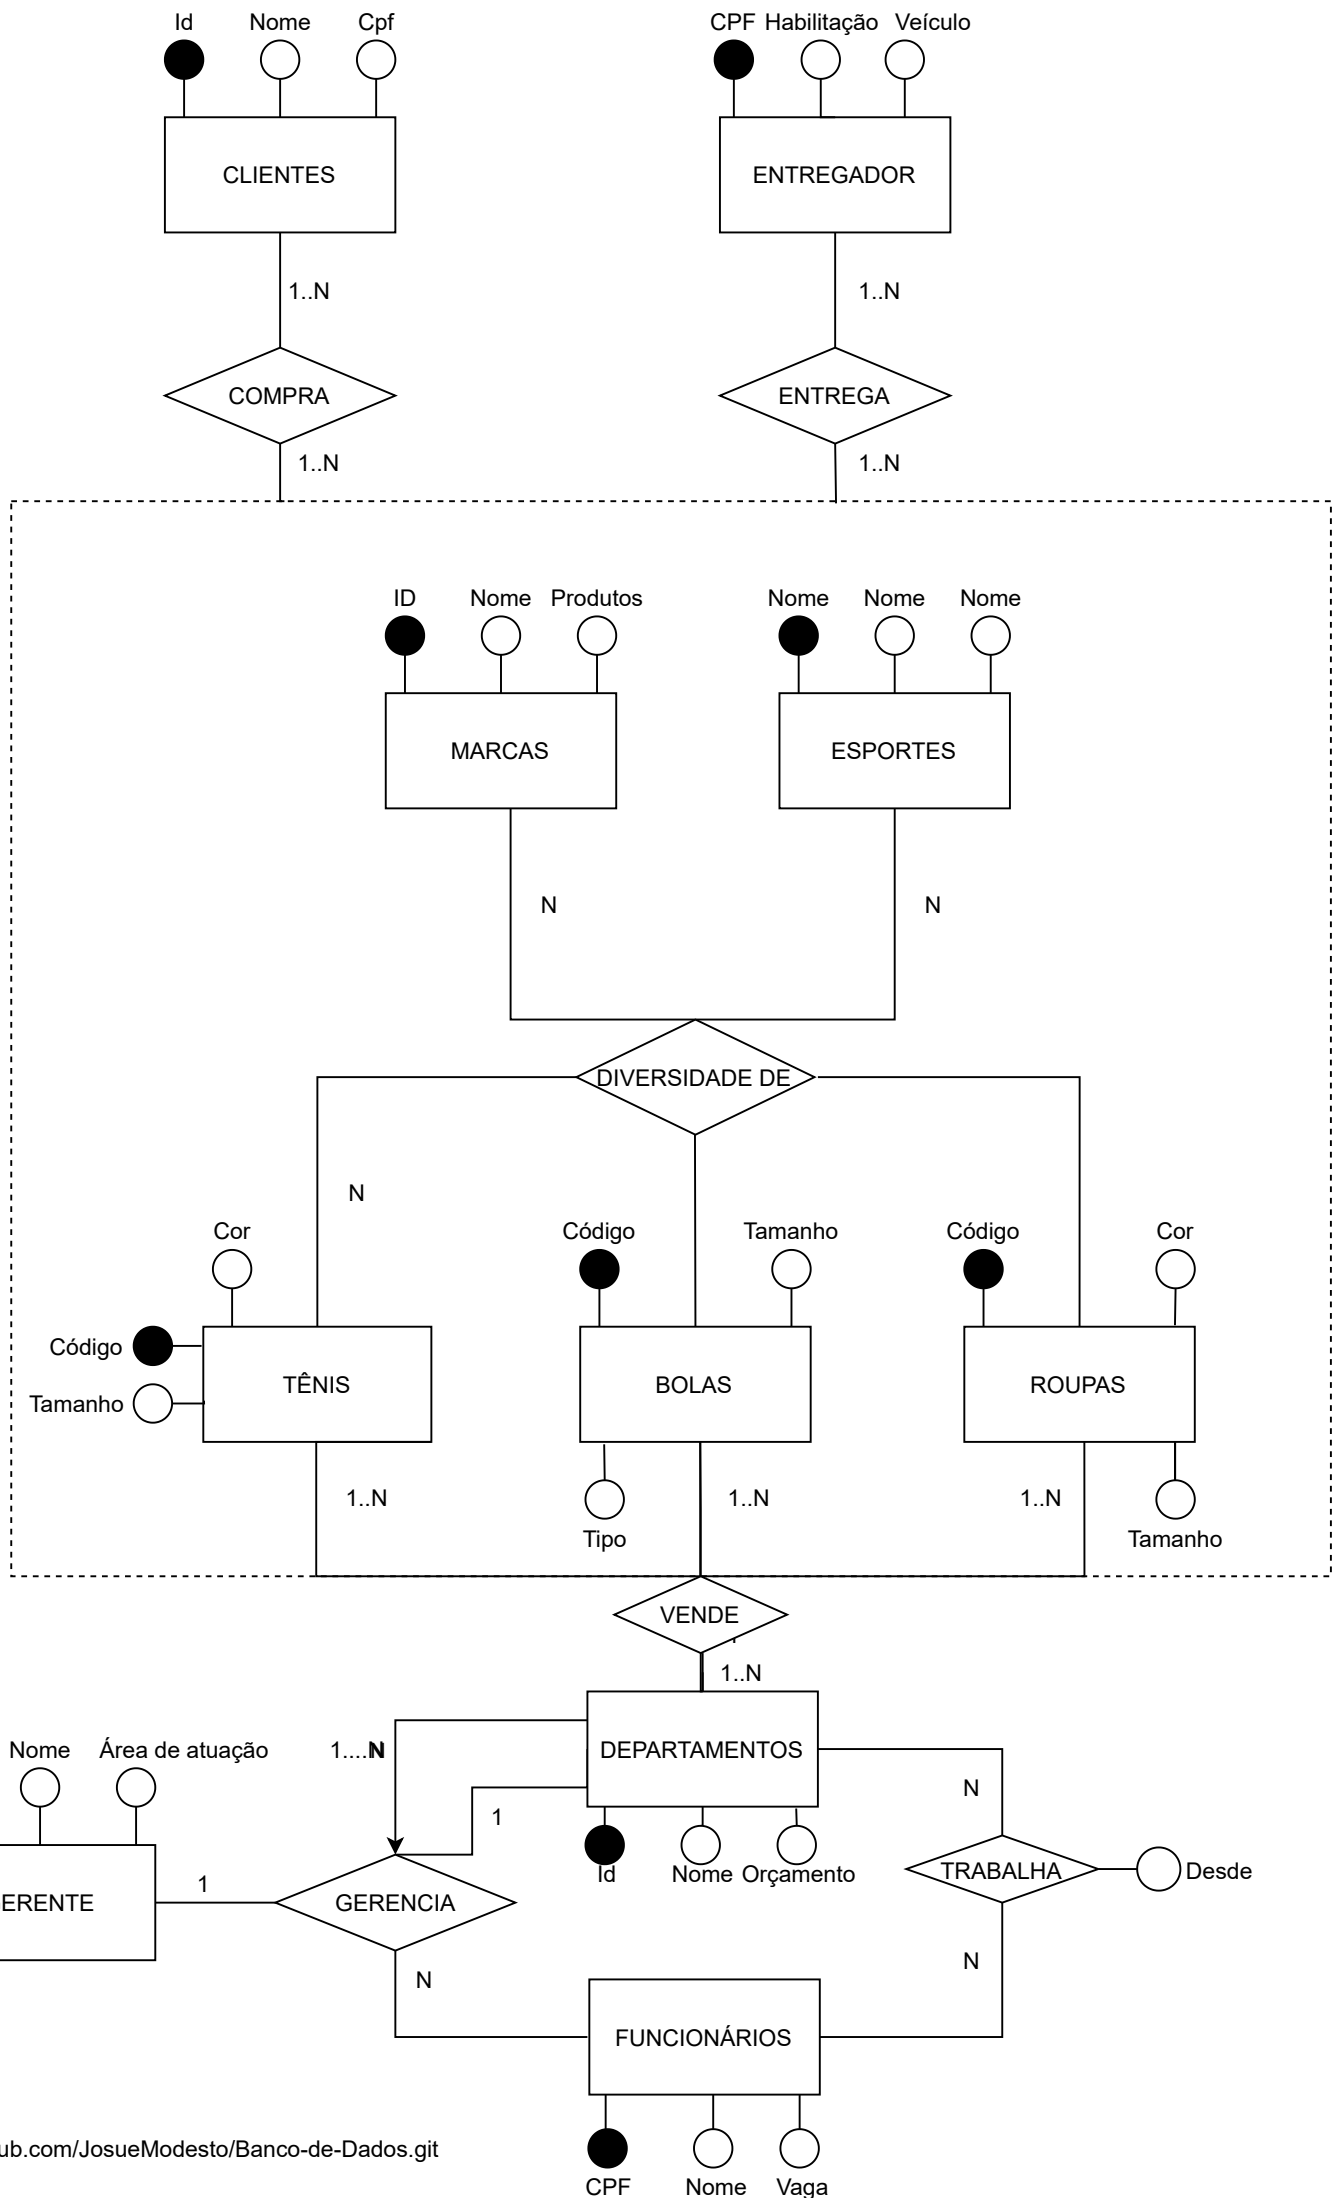 Id Nome Cpf
CPF Habilitação Veículo
CLIENTES
ENTREGADOR
1..N
1..N
COMPRA
ENTREGA
1..N
1..N
ID Nome Produtos
Nome Nome Nome
MARCAS
ESPORTES
N
N
DIVERSIDADE DE
N
Cor
Código
Tamanho
Código
Cor
Código
Tamanho
TÊNIS
BOLAS
ROUPAS
1..N
1..N
1..N
Tipo
Tamanho
VENDE
1..N
Nome Área de atuação
1....N
DEPARTAMENTOS
N
1
Id Nome Orçamento
TRABALHA
Desde
1
ERENTE
GERENCIA
N
N
FUNCIONÁRIOS
ub.com/JosueModesto/Banco-de-Dados.git
CPF Nome Vaga